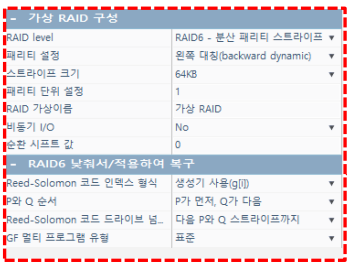 − 가상 RAID 구성
RAID level RAID6 - 분산 패리티 스트라이프
패리티 설정 왼쪽 대칭(backward dynamic)
스트라이프 크기 64KB
패리티 단위 설정 1
RAID 가상이름 가상 RAID
비동기 I/O No
순환 시프트 값 0
− RAID6 낮춰서/적용하여 복구
Reed-Solomon 코드 인덱스 형식 생성기 사용(g[i])
P와 Q 순서 P가 먼저, Q가 다음
Reed-Solomon 코드 드라이브 넘... 다음 P와 Q 스트라이프까지
GF 멀티 프로그램 유형 표준